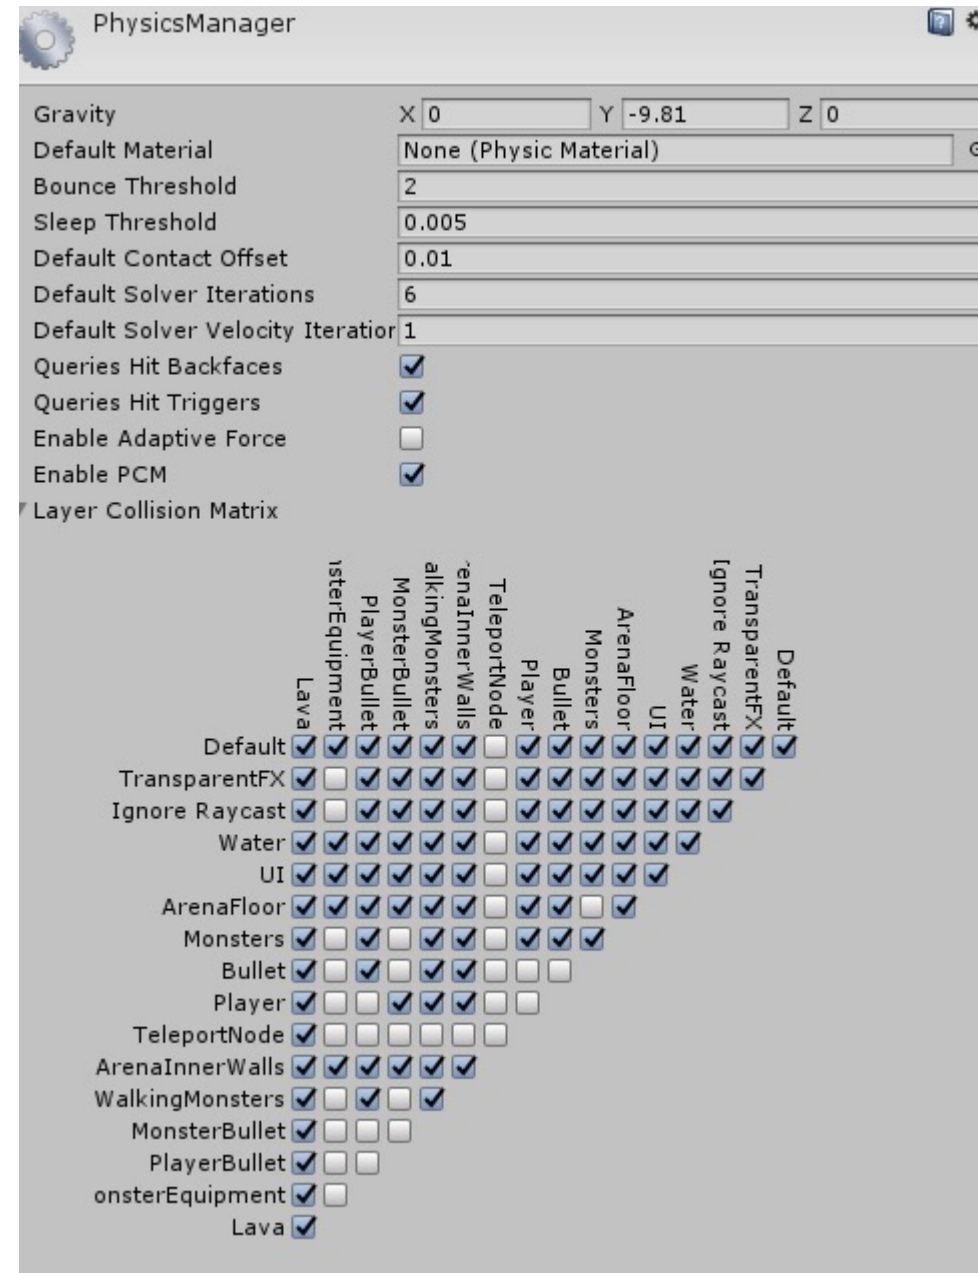 PhysicsManager
Gravity X 0 Y -9.81 Z 0
Default Material None (Physic Material)
Bounce Threshold 2
Sleep Threshold 0.005
Default Contact Offset 0.01
Default Solver Iterations 6
Default Solver Velocity Iteration 1
Queries Hit Backfaces
Queries Hit Triggers
Enable Adaptive Force
Enable PCM
Layer Collision Matrix
Lava
nsterEquipment
PlayerBullet
MonsterBullet
alkingMonsters
renaInnerWalls
TeleportNode
Player
Bullet
Monsters
ArenaFloor
UI
Water
Ignore Raycast
TransparentFX
Default
Default
TransparentFX
Ignore Raycast
Water
UI
ArenaFloor
Monsters
Bullet
Player
TeleportNode
ArenaInnerWalls
WalkingMonsters
MonsterBullet
PlayerBullet
onsterEquipment
Lava